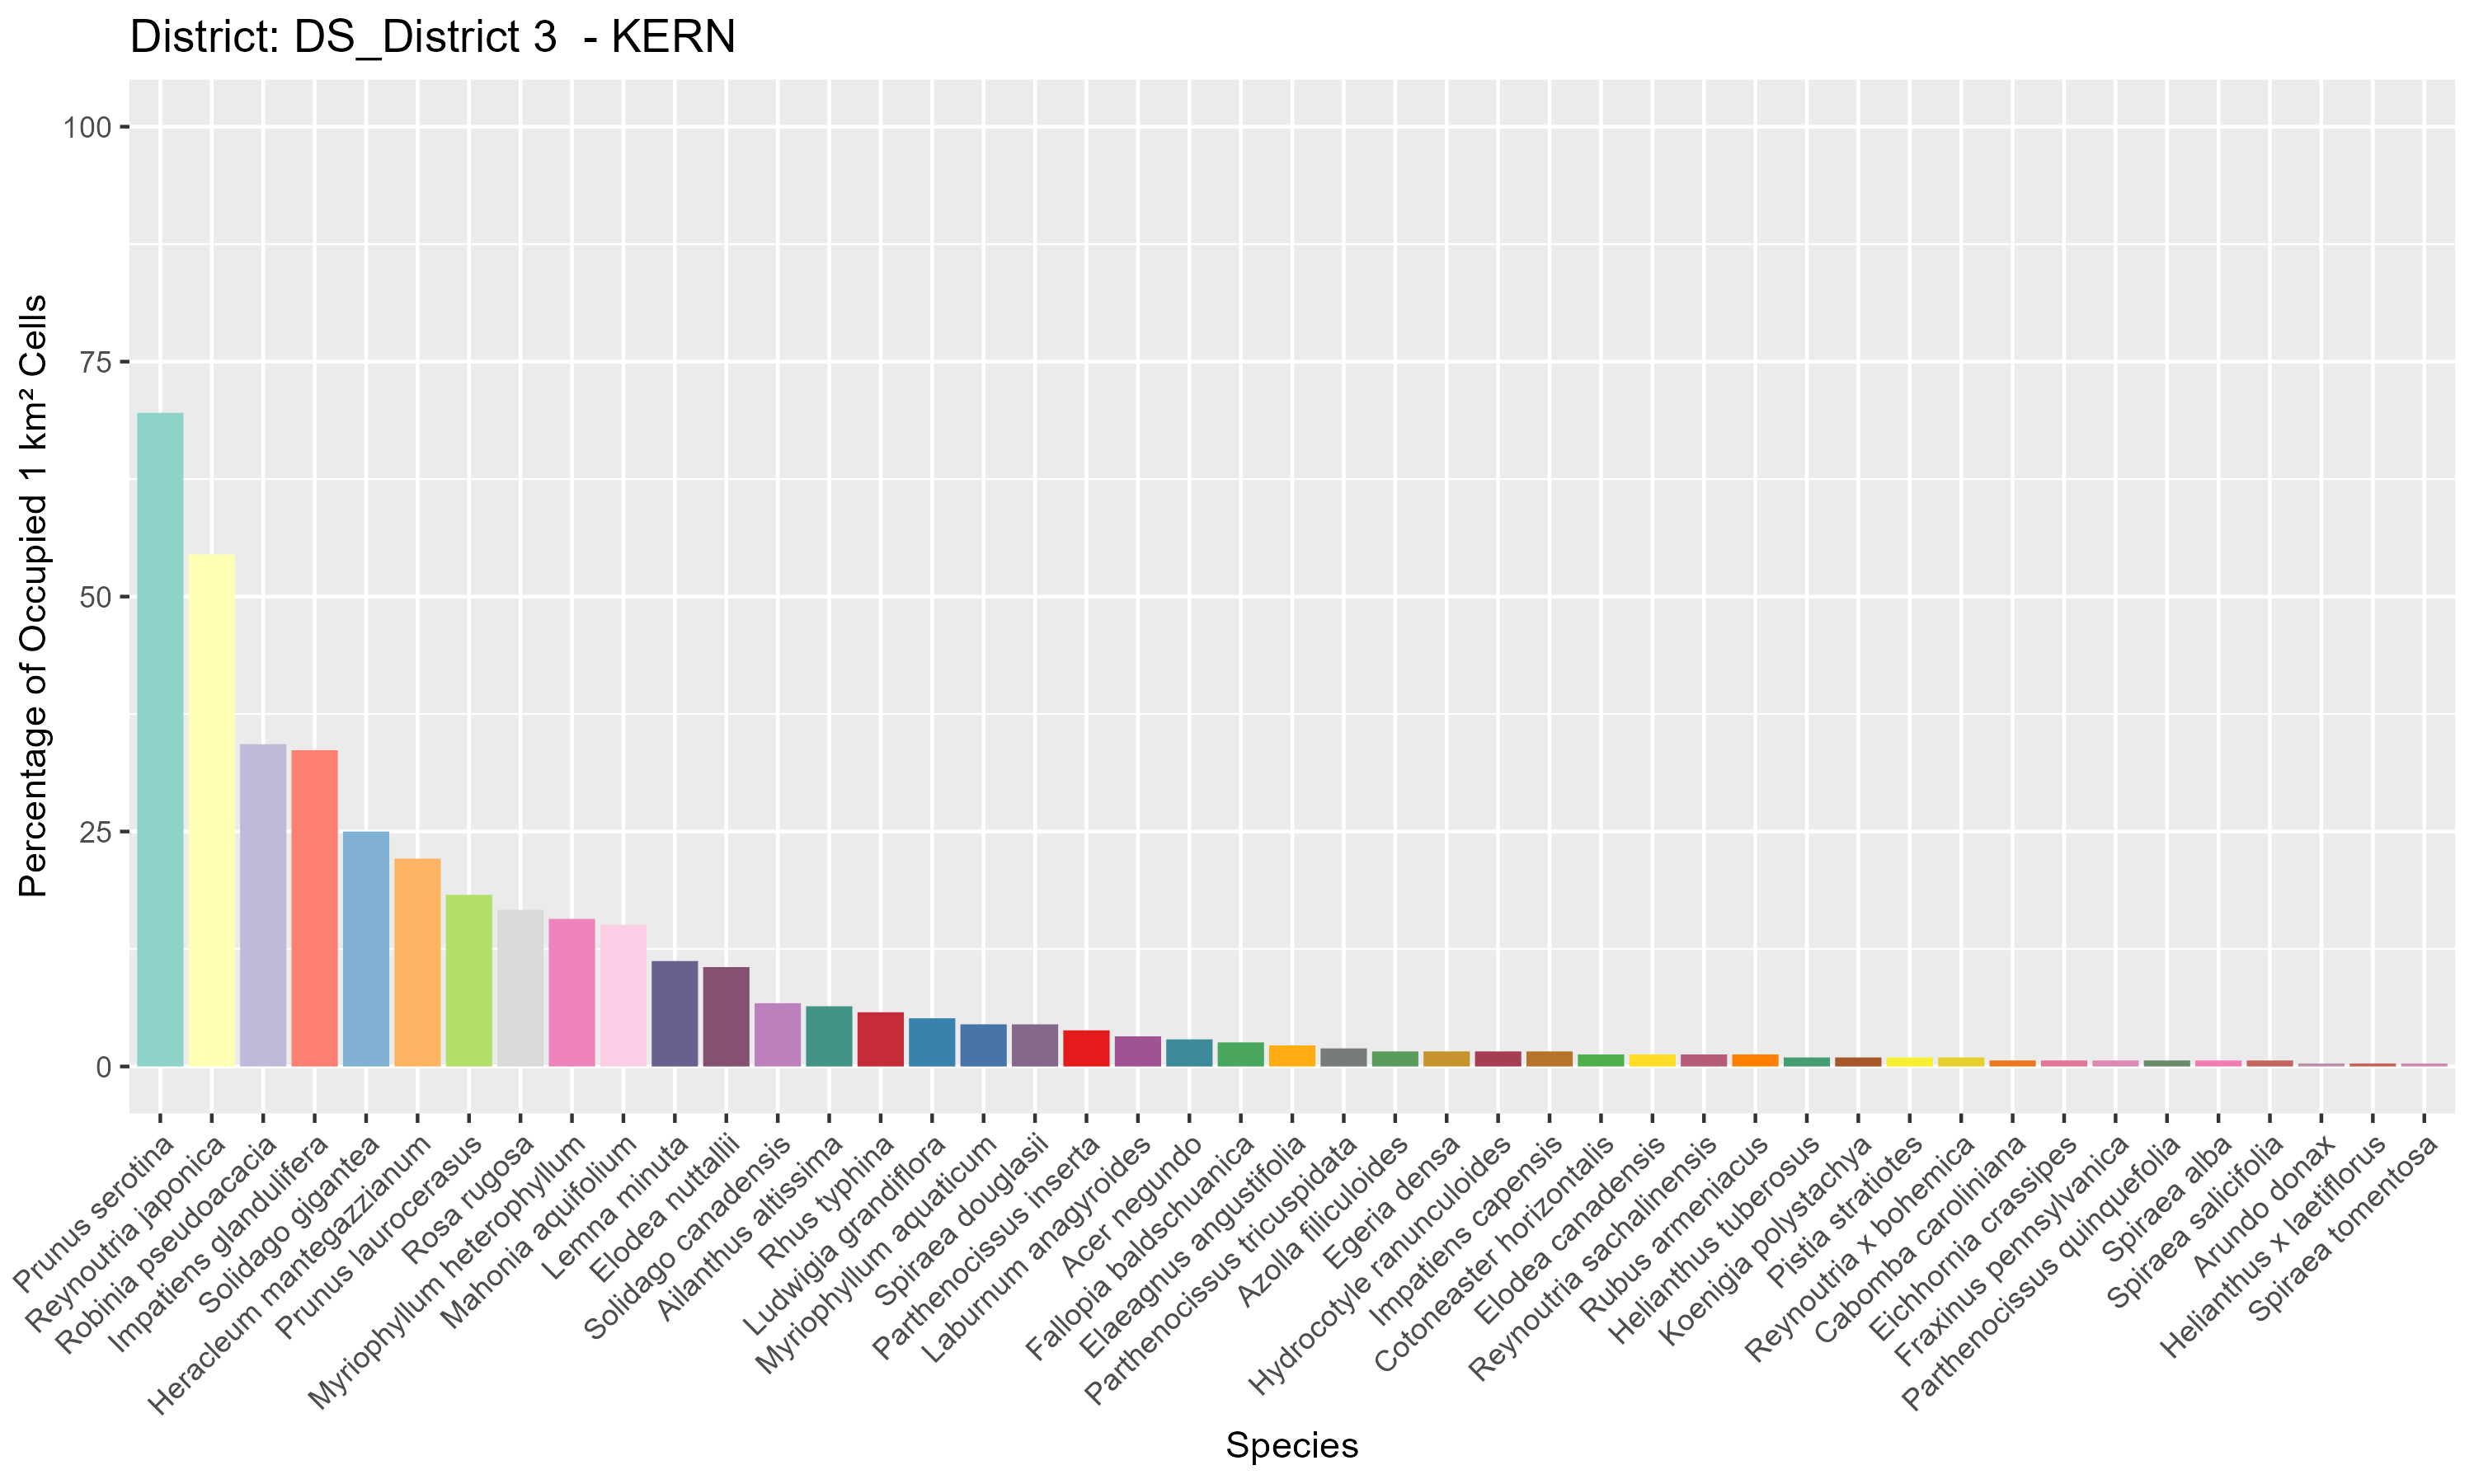 District: DS_District 3  - KERN
Percentage of Occupied 1 km² Cells
100
75
50
25
0
Prunus serotina
Reynoutria japonica
Robinia pseudoacacia
Impatiens glandulifera
Solidago gigantea
Heracleum mantegazzianum
Prunus laurocerasus
Rosa rugosa
Myriophyllum heterophyllum
Mahonia aquifolium
Lemna minuta
Elodea nuttallii
Solidago canadensis
Ailanthus altissima
Rhus typhina
Ludwigia grandiflora
Myriophyllum aquaticum
Spiraea douglasii
Parthenocissus inserta
Laburnum anagyroides
Acer negundo
Fallopia baldschuanica
Elaeagnus angustifolia
Parthenocissus tricuspidata
Azolla filiculoides
Egeria densa
Hydrocotyle ranunculoides
Impatiens capensis
Cotoneaster horizontalis
Elodea canadensis
Reynoutria sachalinensis
Rubus armeniacus
Helianthus tuberosus
Koenigia polystachya
Pistia stratiotes
Reynoutria x bohemica
Cabomba caroliniana
Eichhornia crassipes
Fraxinus pennsylvanica
Parthenocissus quinquefolia
Spiraea alba
Spiraea salicifolia
Arundo donax
Helianthus x laetiflorus
Spiraea tomentosa
Species